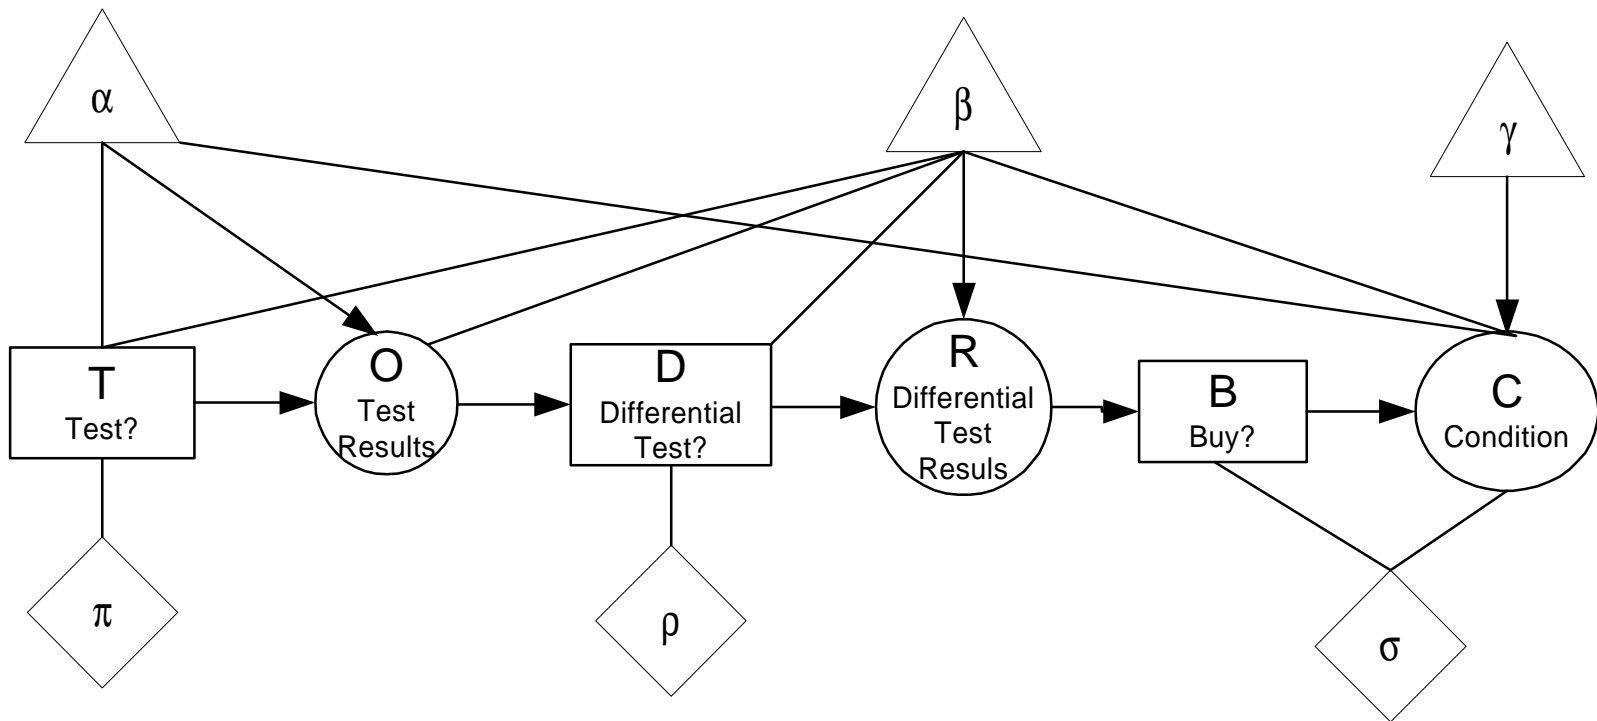 α
β
γ
T
Test?
O
Test
Results
D
Differential
Test?
R
Differential
Test
Resuls
B
Buy?
C
Condition
π
ρ
σ